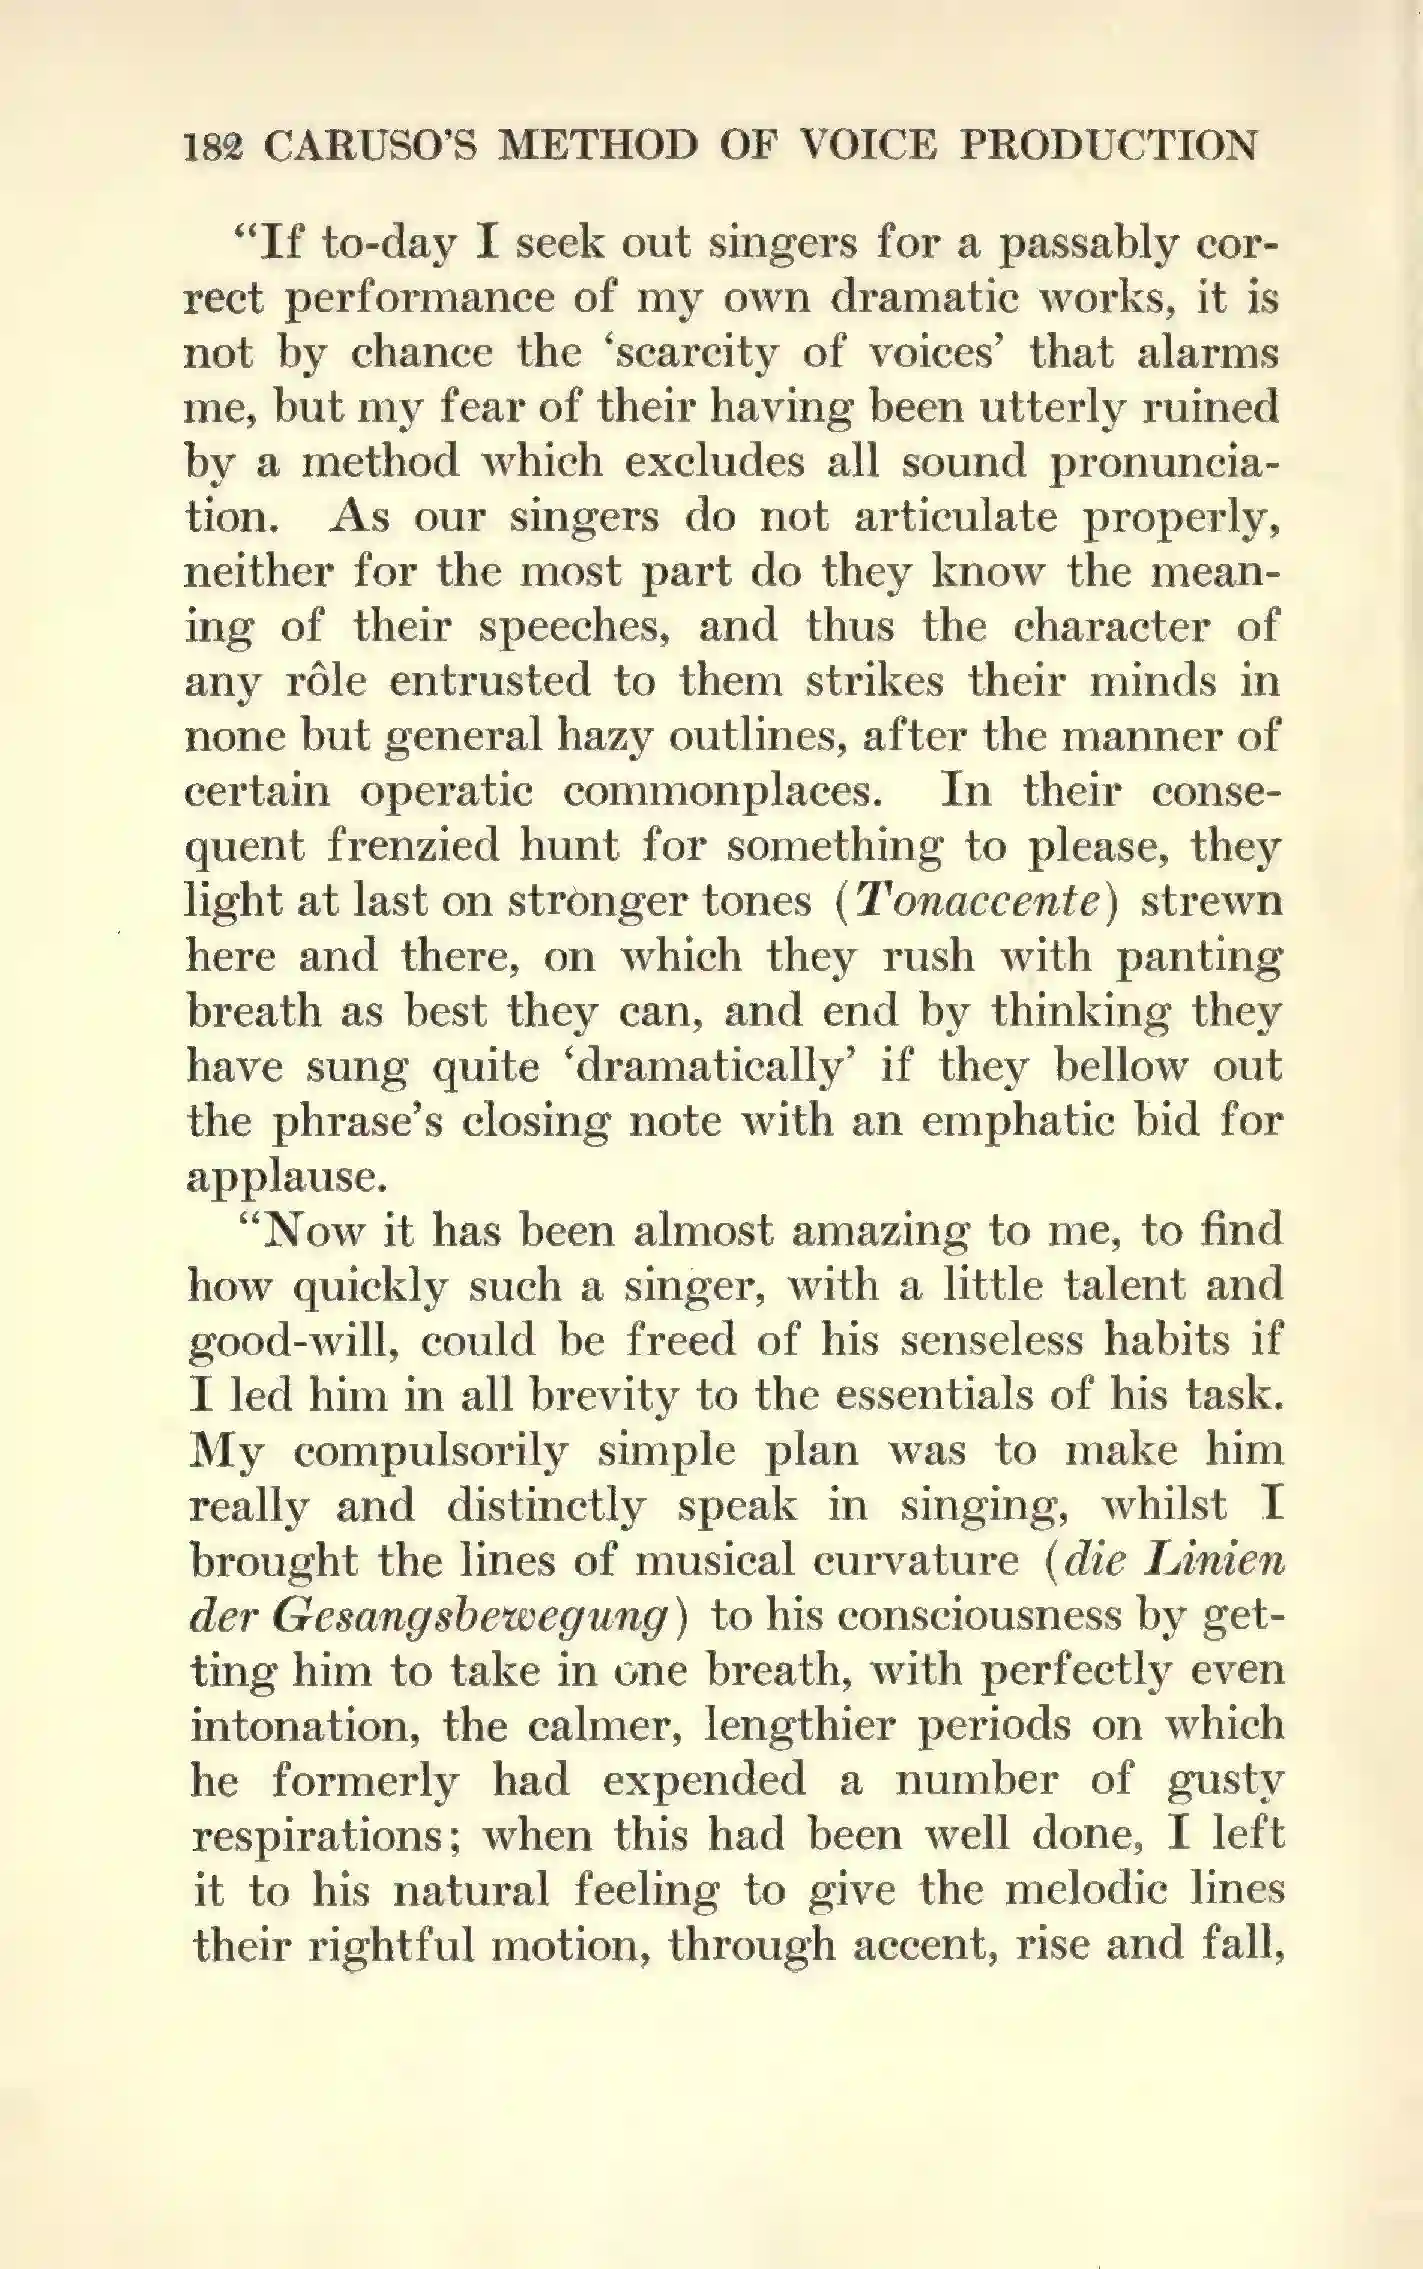 182 CARUSO'S METHOD OF VOICE PRODUCTION
“If to-day I seek out singers for a passably cor-
rect performance of my own dramatic works, it is
not by chance the ‘scarcity of voices’ that alarms
me, but my fear of their having been utterly ruined
by a method which excludes all sound pronuncia-
tion. As our singers do not articulate properly,
neither for the most part do they know the mean-
ing of their speeches, and thus the character of
any rôle entrusted to them strikes their minds in
none but general hazy outlines, after the manner of
certain operatic commonplaces. In their conse-
quent frenzied hunt for something to please, they
light at last on stronger tones (Tonaccente) strewn
here and there, on which they rush with panting
breath as best they can, and end by thinking they
have sung quite ‘dramatically’ if they bellow out
the phrase’s closing note with an emphatic bid for
applause.
“Now it has been almost amazing to me, to find
how quickly such a singer, with a little talent and
good-will, could be freed of his senseless habits if
I led him in all brevity to the essentials of his task.
My compulsorily simple plan was to make him
really and distinctly speak in singing, whilst I
brought the lines of musical curvature (die Linien
der Gesangsbewegung) to his consciousness by get-
ting him to take in one breath, with perfectly even
intonation, the calmer, lengthier periods on which
he formerly had expended a number of gusty
respirations; when this had been well done, I left
it to his natural feeling to give the melodic lines
their rightful motion, through accent, rise and fall,